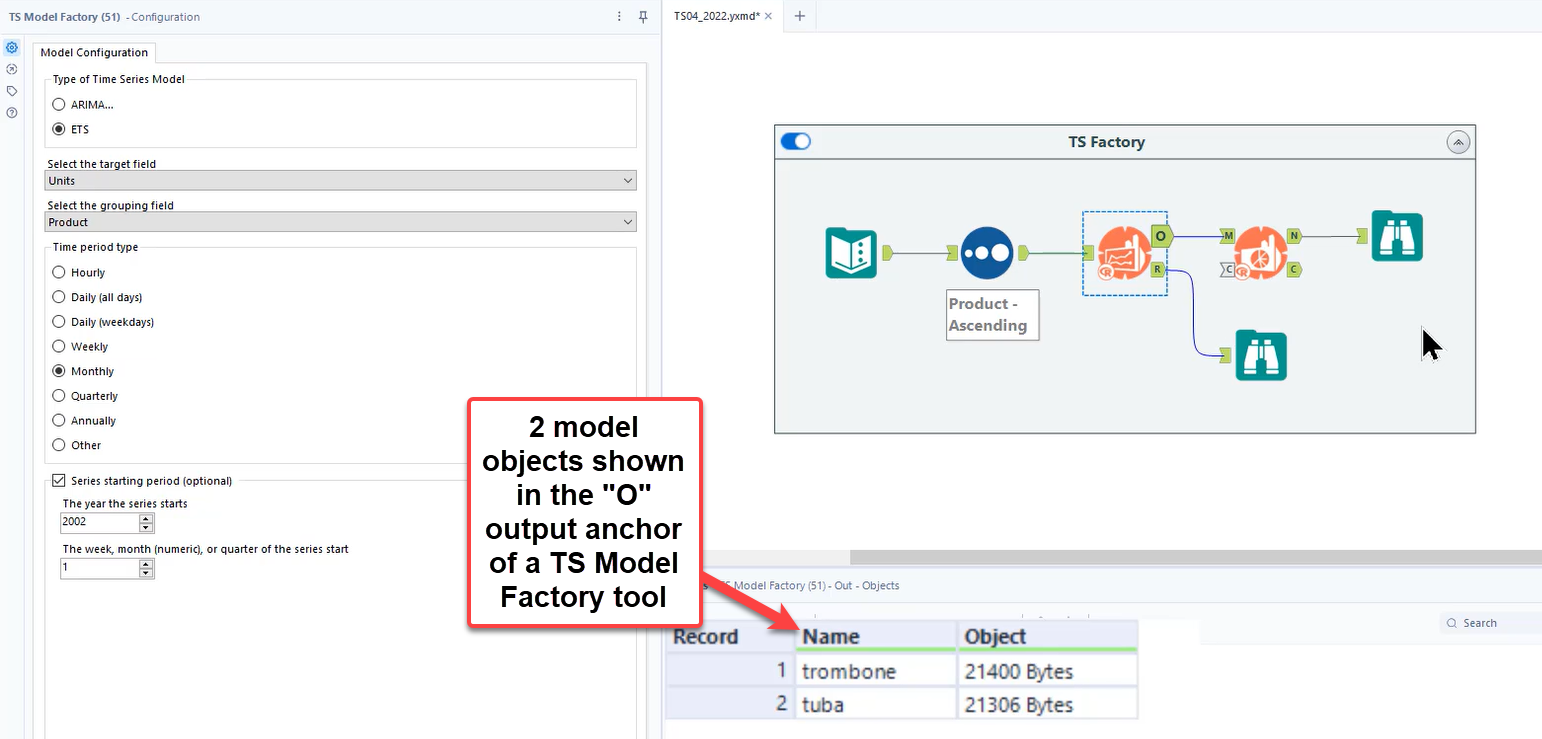 TS Model Factory (51) - Configuration
Model Configuration
Type of Time Series Model
ARIMA...
ETS
Select the target field
Units
Select the grouping field
Product
Time period type
Hourly
Daily (all days)
Daily (weekdays)
Weekly
Monthly
Quarterly
Annually
Other
Series starting period (optional)
The year the series starts
2002
The week, month (numeric), or quarter of the series start
1
2 model
objects shown
in the "O"
output anchor
of a TS Model
Factory tool
TS04_2022.yxmd*
TS Factory
O
R
M
C
N
C
Product -
Ascending
TS Model Factory (51) - Out - Objects
Search
Record Name Object
1 trombone 21400 Bytes
2 tuba 21306 Bytes